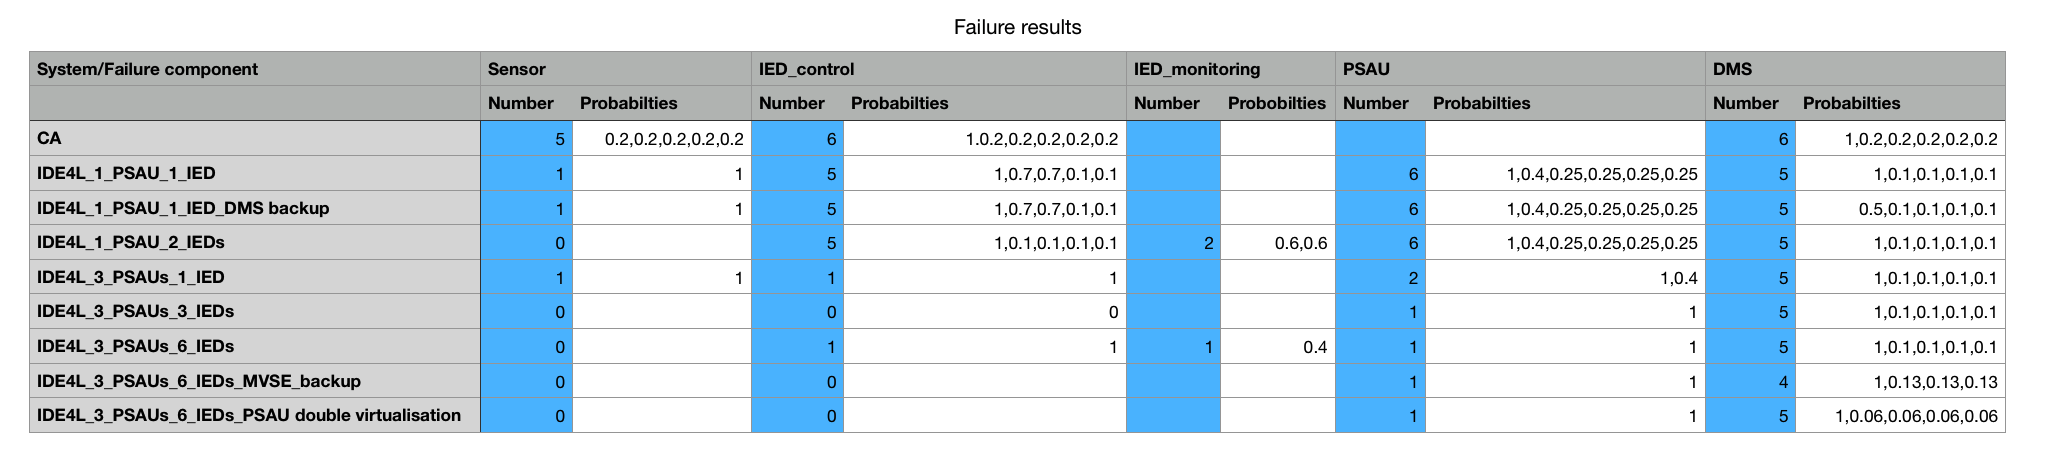 Failure results
System/Failure component Sensor IED_control IED_monitoring PSAU DMS
Number Probabilties Number Probabilties Number Probobilties Number Probabilties Number Probabilties
CA 5 0.2,0.2,0.2,0.2,0.2 6 1.0.2,0.2,0.2,0.2,0.2 6 1,0.2,0.2,0.2,0.2,0.2
IDE4L_1_PSAU_1_IED 1 1 5 1,0.7,0.7,0.1,0.1 6 1,0.4,0.25,0.25,0.25,0.25 5 1,0.1,0.1,0.1,0.1
IDE4L_1_PSAU_1_IED_DMS backup 1 1 5 1,0.7,0.7,0.1,0.1 6 1,0.4,0.25,0.25,0.25,0.25 5 0.5,0.1,0.1,0.1,0.1
IDE4L_1_PSAU_2_IEDs 0 5 1,0.1,0.1,0.1,0.1 2 0.6,0.6 6 1,0.4,0.25,0.25,0.25,0.25 5 1,0.1,0.1,0.1,0.1
IDE4L_3_PSAUs_1_IED 1 1 1 1 2 1,0.4 5 1,0.1,0.1,0.1,0.1
IDE4L_3_PSAUs_3_IEDs 0 0 0 1 1 5 1,0.1,0.1,0.1,0.1
IDE4L_3_PSAUs_6_IEDs 0 1 1 1 0.4 1 1 5 1,0.1,0.1,0.1,0.1
IDE4L_3_PSAUs_6_IEDs_MVSE_backup 0 0 1 1 4 1,0.13,0.13,0.13
IDE4L_3_PSAUs_6_IEDs_PSAU double virtualisation 0 0 1 1 5 1,0.06,0.06,0.06,0.06